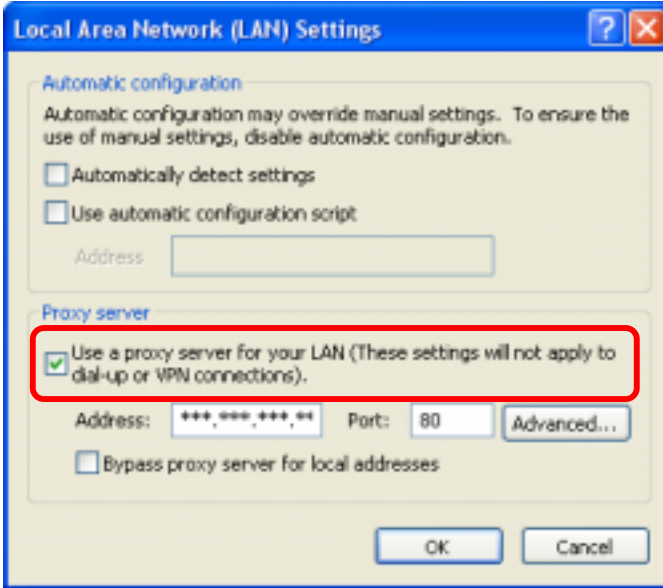 Local Area Network (LAN) Settings
Automatic configuration
Automatic configuration may override manual settings. To ensure the
use of manual settings, disable automatic configuration.
Automatically detect settings
Use automatic configuration script
Address
Proxy server
Use a proxy server for your LAN (These settings will not apply to
dial-up or VPN connections).
Address: ***.***.***.** Port: 80 Advanced...
Bypass proxy server for local addresses
OK Cancel